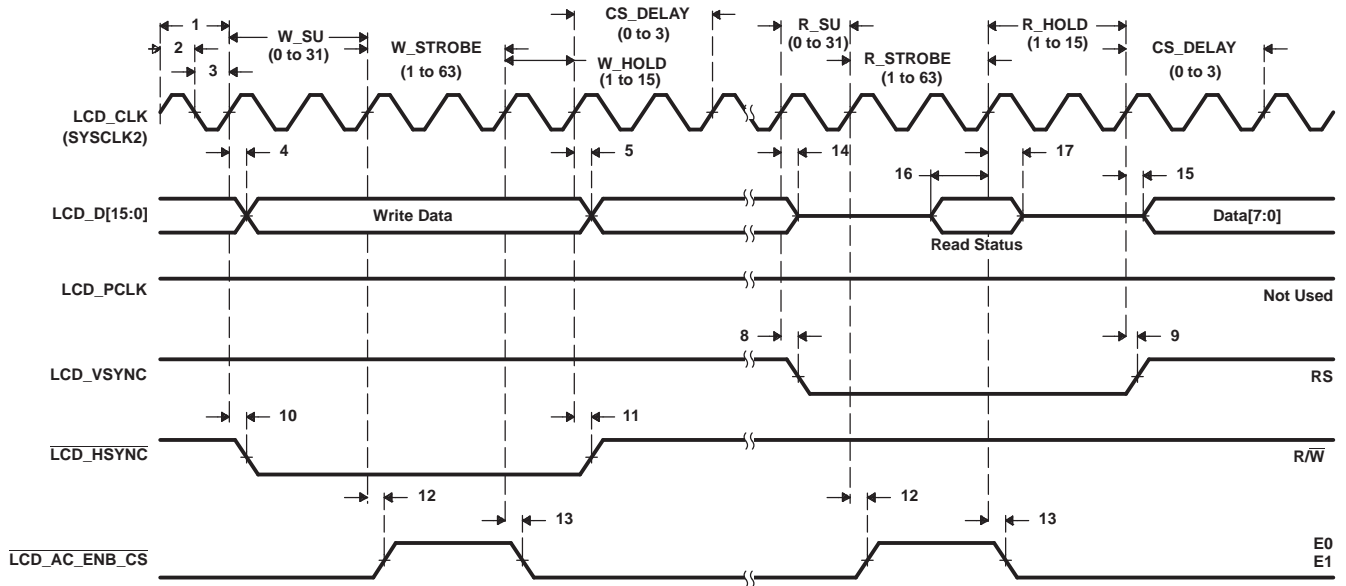 1
2
3
W_SU
(0 to 31)
W_STROBE
(1 to 63)
CS_DELAY
(0 to 3)
W_HOLD
(1 to 15)
R_SU
(0 to 31)
R_STROBE
(1 to 63)
R_HOLD
(1 to 15)
CS_DELAY
(0 to 3)
LCD_CLK
(SYSCLK2)
4
5
14
16
17
15
LCD_D[15:0]
Write Data
Read Status
Data[7:0]
LCD_PCLK
Not Used
8
9
LCD_VSYNC
RS
10
11
LCD_HSYNC
R/W
12
13
12
13
LCD_AC_ENB_CS
E0
E1